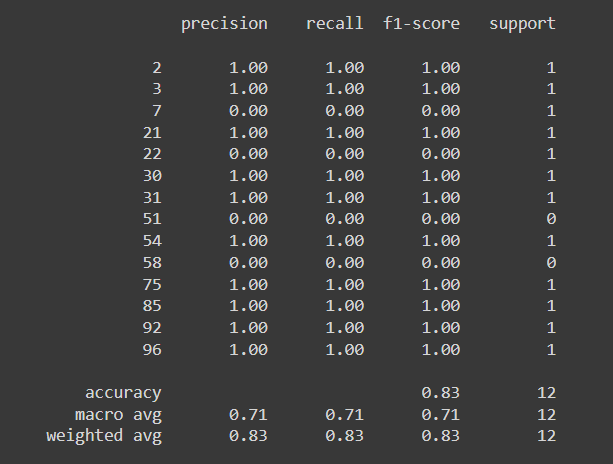 precision recall f1-score support
2 1.00 1.00 1.00 1
3 1.00 1.00 1.00 1
7 0.00 0.00 0.00 1
21 1.00 1.00 1.00 1
22 0.00 0.00 0.00 1
30 1.00 1.00 1.00 1
31 1.00 1.00 1.00 1
51 0.00 0.00 0.00 0
54 1.00 1.00 1.00 1
58 0.00 0.00 0.00 0
75 1.00 1.00 1.00 1
85 1.00 1.00 1.00 1
92 1.00 1.00 1.00 1
96 1.00 1.00 1.00 1
accuracy 0.83 12
macro avg 0.71 0.71 0.71 12
weighted avg 0.83 0.83 0.83 12